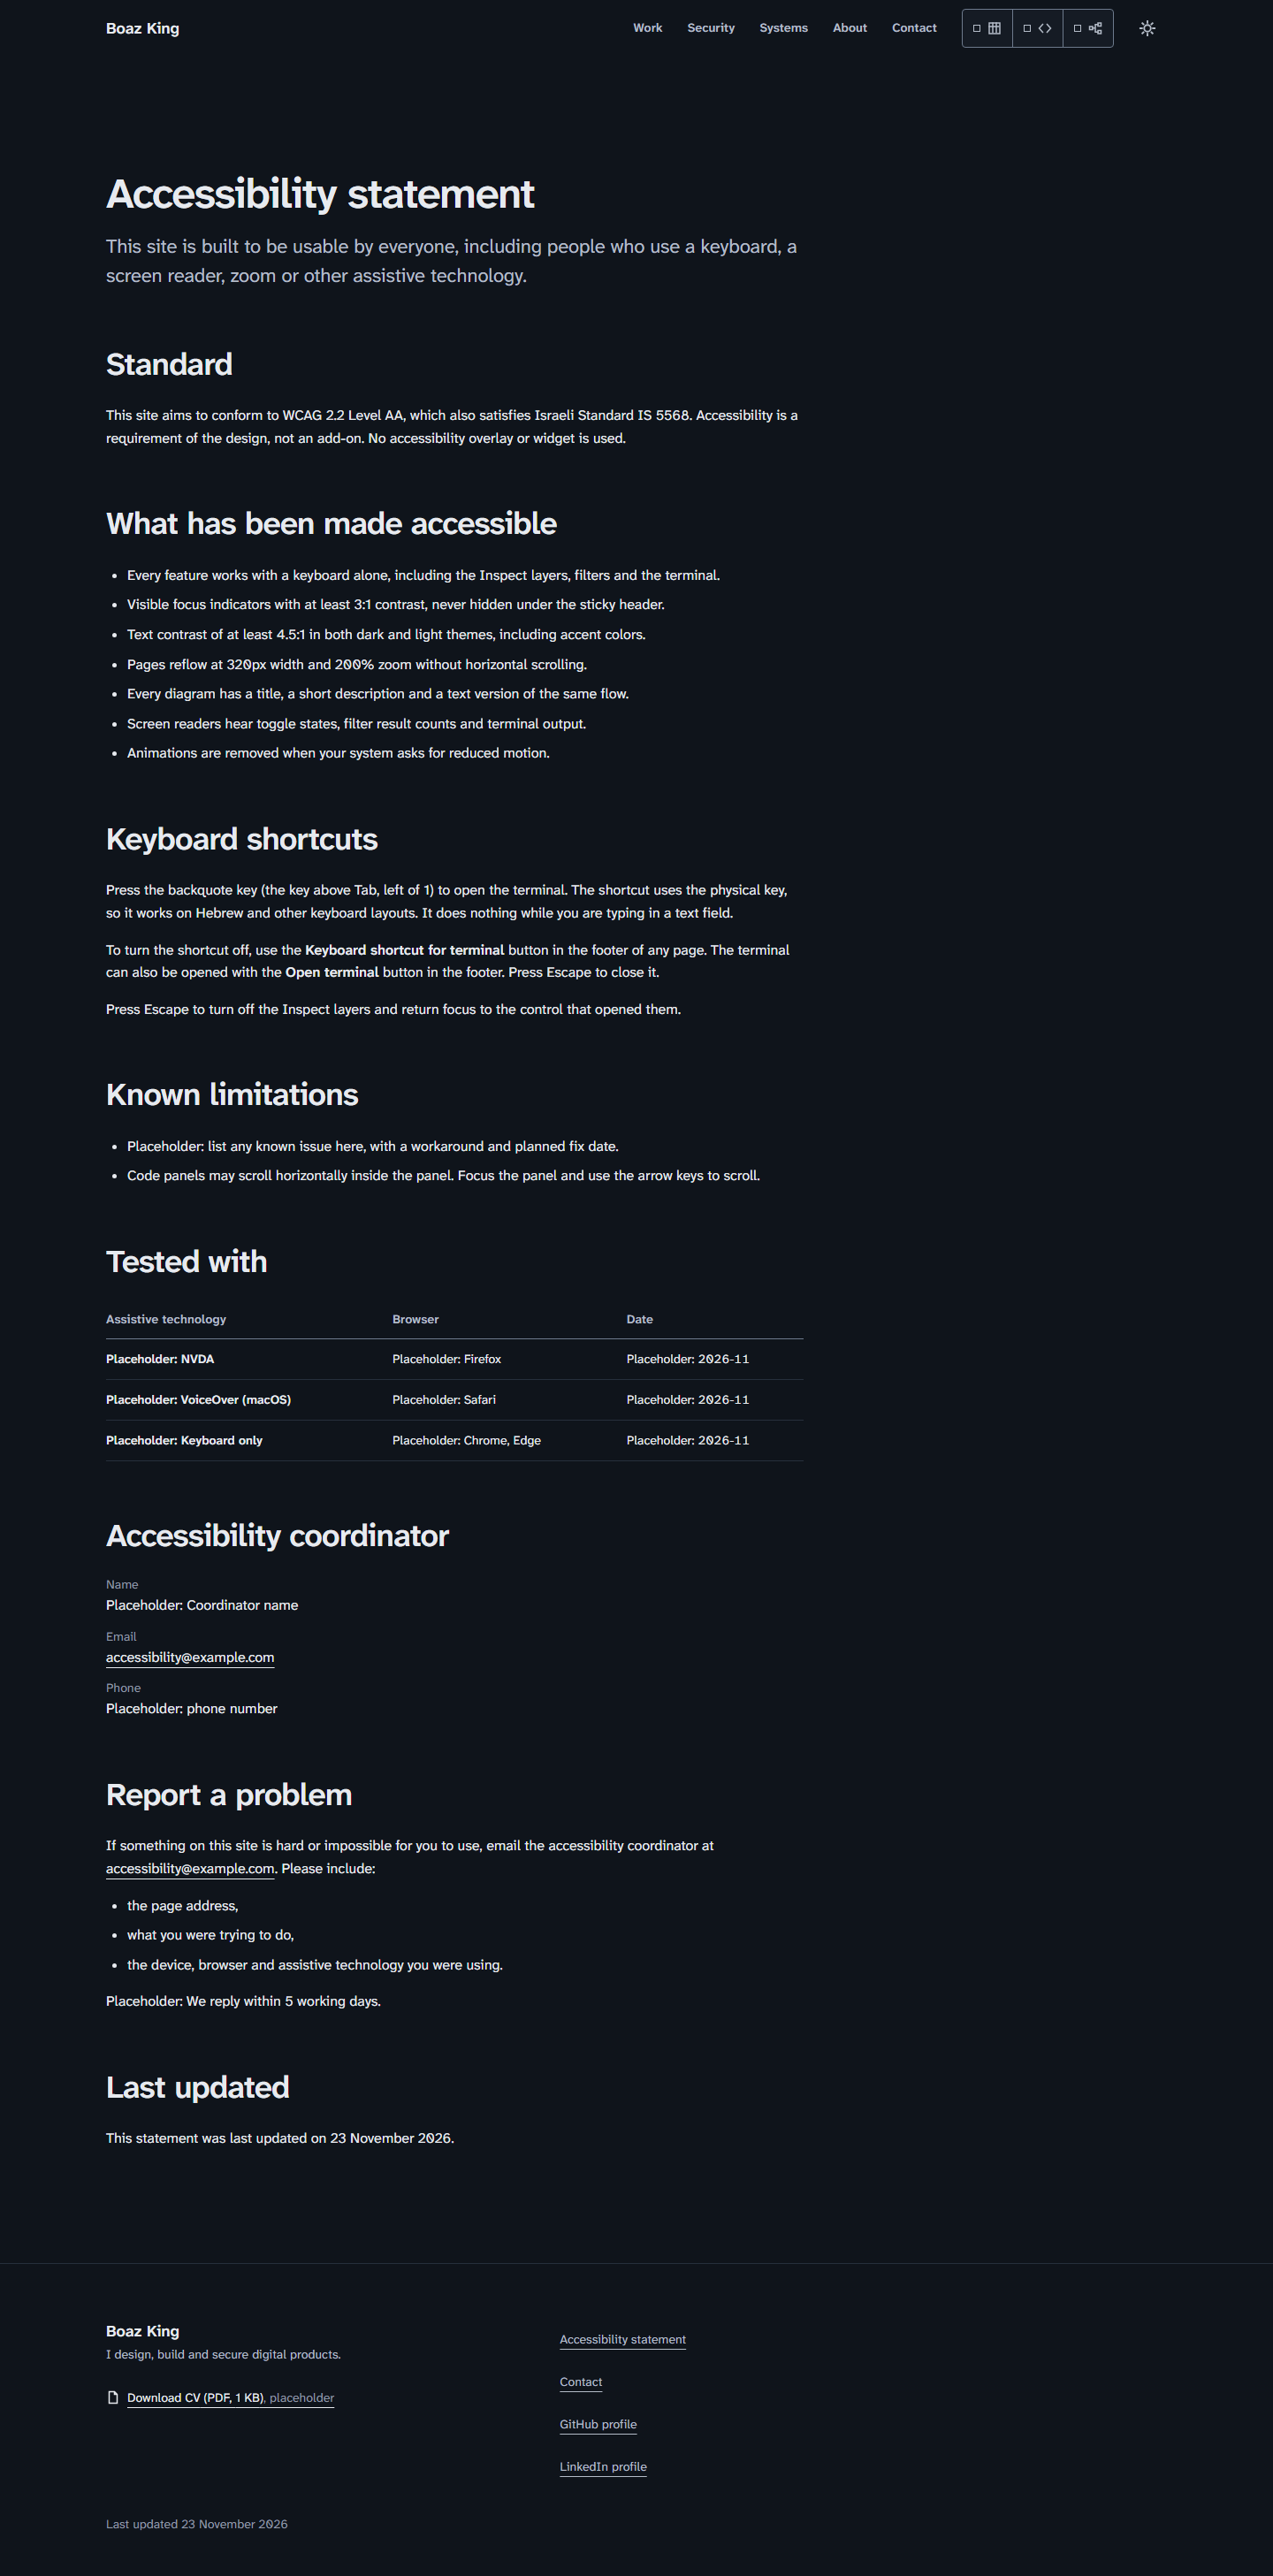 Boaz King
Work
Security
Systems
About
Contact
Accessibility statement
This site is built to be usable by everyone, including people who use a keyboard, a
screen reader, zoom or other assistive technology.
Standard
This site aims to conform to WCAG 2.2 Level AA, which also satisfies Israeli Standard IS 5568. Accessibility is a
requirement of the design, not an add-on. No accessibility overlay or widget is used.
What has been made accessible
• Every feature works with a keyboard alone, including the Inspect layers, filters and the terminal.
• Visible focus indicators with at least 3:1 contrast, never hidden under the sticky header.
• Text contrast of at least 4.5:1 in both dark and light themes, including accent colors.
• Pages reflow at 320px width and 200% zoom without horizontal scrolling.
• Every diagram has a title, a short description and a text version of the same flow.
• Screen readers hear toggle states, filter result counts and terminal output.
• Animations are removed when your system asks for reduced motion.
Keyboard shortcuts
Press the backquote key (the key above Tab, left of 1) to open the terminal. The shortcut uses the physical key,
so it works on Hebrew and other keyboard layouts. It does nothing while you are typing in a text field.
To turn the shortcut off, use the Keyboard shortcut for terminal button in the footer of any page. The terminal
can also be opened with the Open terminal button in the footer. Press Escape to close it.
Press Escape to turn off the Inspect layers and return focus to the control that opened them.
Known limitations
• Placeholder: list any known issue here, with a workaround and planned fix date.
• Code panels may scroll horizontally inside the panel. Focus the panel and use the arrow keys to scroll.
Tested with
Assistive technology Browser Date
Placeholder: NVDA Placeholder: Firefox Placeholder: 2026-11
Placeholder: VoiceOver (macOS) Placeholder: Safari Placeholder: 2026-11
Placeholder: Keyboard only Placeholder: Chrome, Edge Placeholder: 2026-11
Accessibility coordinator
Name
Placeholder: Coordinator name
Email
accessibility@example.com
Phone
Placeholder: phone number
Report a problem
If something on this site is hard or impossible for you to use, email the accessibility coordinator at
accessibility@example.com. Please include:
• the page address,
• what you were trying to do,
• the device, browser and assistive technology you were using.
Placeholder: We reply within 5 working days.
Last updated
This statement was last updated on 23 November 2026.
Boaz King
I design, build and secure digital products.
Download CV (PDF, 1 KB), placeholder
Accessibility statement
Contact
GitHub profile
LinkedIn profile
Last updated 23 November 2026